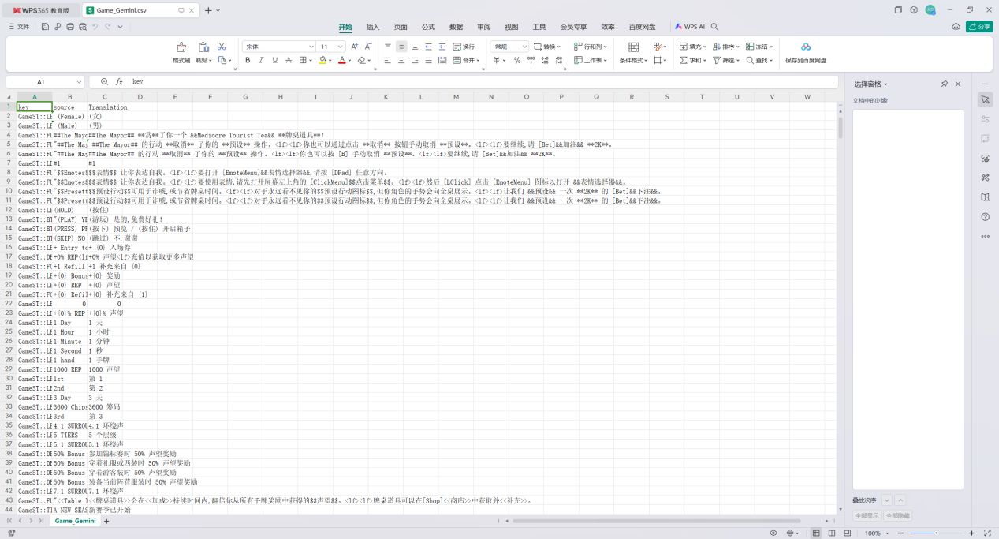 WPS365 教育版
Game_Gemini.csv
文件
开始 插入 页面 公式 数据 审阅 视图 工具 会员专享 效率 百度网盘 WPS AI
分享
格式刷 粘贴
宋体 11
B I U A
换行
合并
常规 转换
行和列
工作表
条件格式
填充 排序 冻结
求和 筛选 查找
保存到百度网盘
A1 fx key
选择窗格
文档中的对象
A B C D E F G H I J K L M N O P Q R S T U V W
1 key source Translation
2 GameST::LE (Female) (女)
3 GameST::LE (Male) (男)
4 GameST::FU ##The Mayo ##The Mayor## **赏**了你一个 &&Mediocre Tourist Tea&& **牌桌道具**!
5 GameST::FU "##The May ##The Mayor## 的行动 **取消** 了你的 **预设** 操作。<lf><lf>你也可以通过点击 **取消** 按钮手动取消 **预设**。<lf><lf>要继续,请 [Bet]&&加注&& **2K**。
6 GameST::FU "##The May ##The Mayor## 的行动 **取消** 了你的 **预设** 操作。<lf><lf>你也可以按 [B] 手动取消 **预设**。<lf><lf>要继续,请 [Bet]&&加注&& **2K**。
7 GameST::LE #1 #1
8 GameST::FU "$$Emotes$ $$表情$$ 让你表达自我。<lf><lf>要打开 [EmoteMenu]&&表情选择器&&,请按 [DPad] 任意方向。
9 GameST::FU "$$Emotes$ $$表情$$ 让你表达自我。<lf><lf>要使用表情,请先打开屏幕左上角的 [ClickMenu]$$点击菜单$$。<lf><lf>然后 [LClick] 点击 [EmoteMenu] 图标以打开 &&表情选择器&&。
10 GameST::FU "$$Presett $$预设行动$$可用于诈唬,或节省牌桌时间。<lf><lf>对手永远看不见你的$$预设行动图标$$,但你角色的手势会向全桌展示。<lf><lf>让我们 &&预设&& 一次 **2K** 的 [Bet]&&下注&&。
11 GameST::FU "$$Presett $$预设行动$$可用于诈唬,或节省牌桌时间。<lf><lf>对手永远看不见你的$$预设行动图标$$,但你角色的手势会向全桌展示。<lf><lf>让我们 &&预设&& 一次 **2K** 的 [Bet]&&下注&&。
12 GameST::LE (HOLD) (按住)
13 GameST::BT "(PLAY) YE (游玩) 是的,免费好礼!
14 GameST::BT (PRESS) PR (按下) 预览 / (按住) 开启箱子
15 GameST::BT (SKIP) NO (跳过) 不,谢谢
16 GameST::LE + Entry to + {0} 入场券
17 GameST::DE +0% REP<lf +0% 声望<lf>充值以获取更多声望
18 GameST::FO +1 Refill +1 补充来自 {0}
19 GameST::LE +{0} Bonus +{0} 奖励
20 GameST::LE +{0} REP +{0} 声望
21 GameST::FO +{0} Refil +{0} 补充来自 {1}
22 GameST::LE 0 0
23 GameST::LE +{0}% REP +{0}% 声望
24 GameST::LE 1 Day 1 天
25 GameST::LE 1 Hour 1 小时
26 GameST::LE 1 Minute 1 分钟
27 GameST::LE 1 Second 1 秒
28 GameST::LE 1 hand 1 手牌
29 GameST::LE 1000 REP 1000 声望
30 GameST::LE 1st 第 1
31 GameST::LE 2nd 第 2
32 GameST::LE 3 Day 3 天
33 GameST::LE 3600 Chips 3600 筹码
34 GameST::LE 3rd 第 3
35 GameST::LE 4.1 SURROU 4.1 环绕声
36 GameST::LE 5 TIERS 5 个层级
37 GameST::LE 5.1 SURROU 5.1 环绕声
38 GameST::DE 50% Bonus 参加锦标赛时 50% 声望奖励
39 GameST::DE 50% Bonus 穿着礼服或西装时 50% 声望奖励
40 GameST::DE 50% Bonus 穿着游客装时 50% 声望奖励
41 GameST::DE 50% Bonus 装备当前阵营服装时 50% 声望奖励
42 GameST::LE 7.1 SURROU 7.1 环绕声
43 GameST::FU "<<Table I <<牌桌道具>>会在<<加成>>持续时间内,翻倍你从所有手牌奖励中获得的$$声望$$。<lf><lf>牌桌道具可以在[Shop]<<商店>>中获取并<<补充>>。
44 GameST::TI A NEW SEAS 新赛季已开始
叠放次序
全部显示 全部隐藏
Game_Gemini
100%